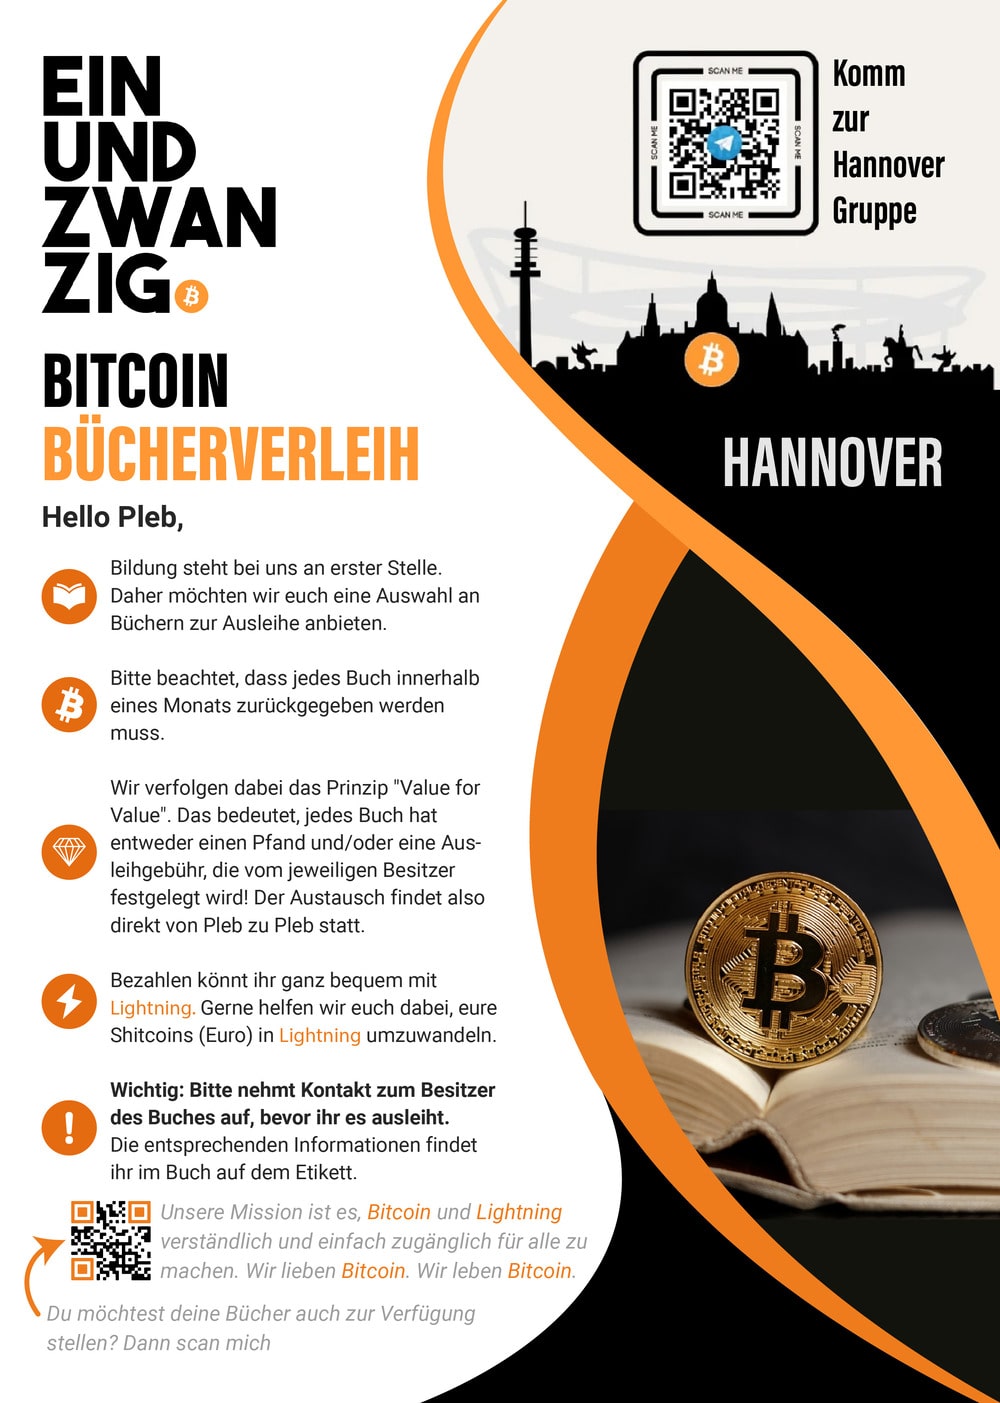 EIN
UND
ZWAN
ZIG
BITCOIN
BÜCHERVERLEIH
Hello Pleb,
Bildung steht bei uns an erster Stelle.
Daher möchten wir euch eine Auswahl an
Büchern zur Ausleihe anbieten.
Bitte beachtet, dass jedes Buch innerhalb
eines Monats zurückgegeben werden
muss.
Wir verfolgen dabei das Prinzip "Value for
Value". Das bedeutet, jedes Buch hat
entweder einen Pfand und/oder eine Aus-
leihgebühr, die vom jeweiligen Besitzer
festgelegt wird! Der Austausch findet also
direkt von Pleb zu Pleb statt.
Bezahlen könnt ihr ganz bequem mit
Lightning. Gerne helfen wir euch dabei, eure
Shitcoins (Euro) in Lightning umzuwandeln.
Wichtig: Bitte nehmt Kontakt zum Besitzer
des Buches auf, bevor ihr es ausleiht.
Die entsprechenden Informationen findet
ihr im Buch auf dem Etikett.
Unsere Mission ist es, Bitcoin und Lightning
verständlich und einfach zugänglich für alle zu
machen. Wir lieben Bitcoin. Wir leben Bitcoin.
Du möchtest deine Bücher auch zur Verfügung
stellen? Dann scan mich
SCAN ME
SCAN ME
SCAN ME
SCAN ME
Komm
zur
Hannover
Gruppe
HANNOVER